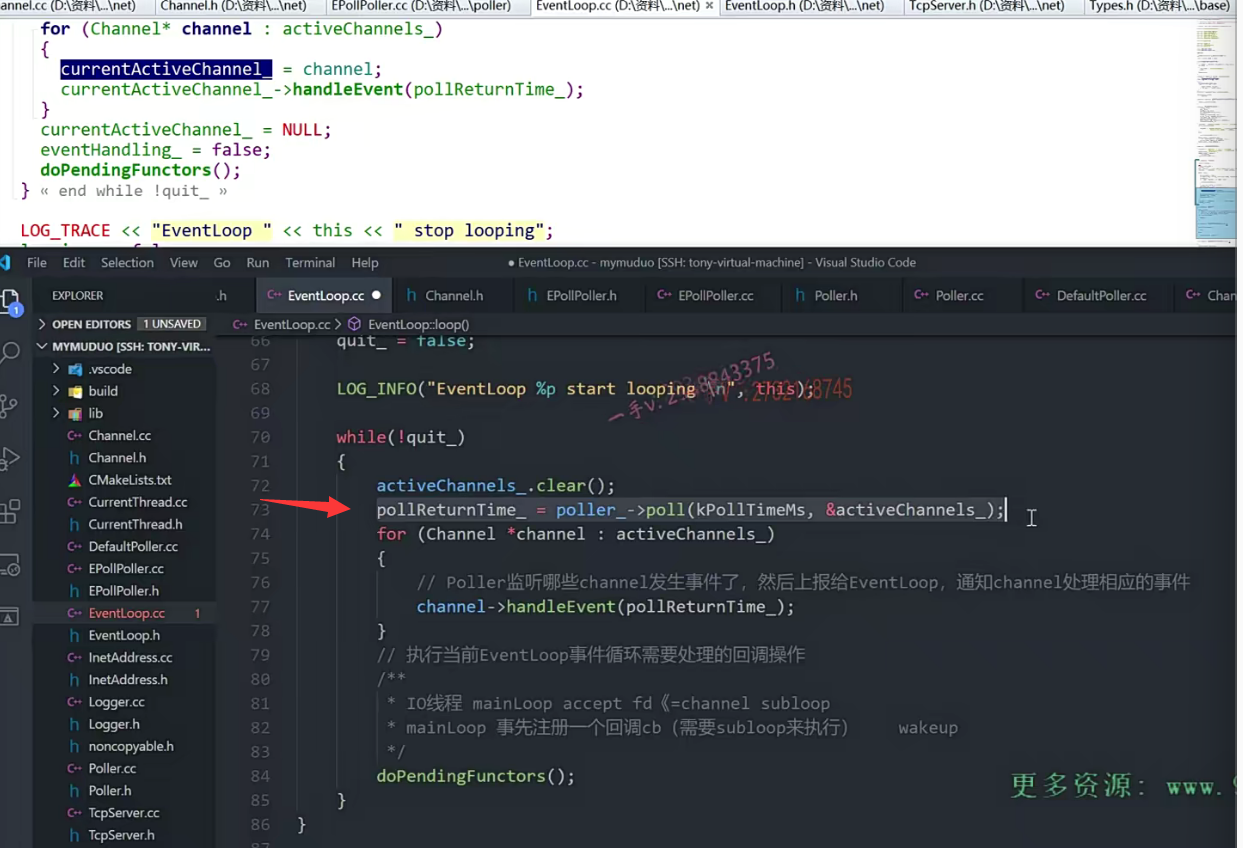 annel.cc (D:\资料\...\net) Channel.h (D:\资料\...\net) EPollPoller.cc (D:\资料\...\poller) EventLoop.cc (D:\资料\...\net) × EventLoop.h (D:\资料\...\net) TcpServer.h (D:\资料\...\net) Types.h (D:\资料\...\base)
for (Channel* channel : activeChannels_)
{
currentActiveChannel_ = channel;
currentActiveChannel_->handleEvent(pollReturnTime_);
}
currentActiveChannel_ = NULL;
eventHandling_ = false;
doPendingFunctors();
} « end while !quit_ »
LOG_TRACE << "EventLoop " << this << " stop looping";
File Edit Selection View Go Run Terminal Help ● EventLoop.cc - mymuduo [SSH: tony-virtual-machine] - Visual Studio Code
EXPLORER .h C++ EventLoop.cc ● h Channel.h h EPollPoller.h C++ EPollPoller.cc h Poller.h C++ Poller.cc C++ DefaultPoller.cc C++ Chan
1
OPEN EDITORS 1 UNSAVED
C++ EventLoop.cc > EventLoop::loop()
MYMUDUO [SSH: TONY-VIR...
.vscode
build
lib
C++ Channel.cc
h Channel.h
CMakeLists.txt
C++ CurrentThread.cc
h CurrentThread.h
C++ DefaultPoller.cc
C++ EPollPoller.cc
h EPollPoller.h
C++ EventLoop.cc 1
h EventLoop.h
C++ InetAddress.cc
h InetAddress.h
C++ Logger.cc
h Logger.h
h noncopyable.h
C++ Poller.cc
h Poller.h
C++ TcpServer.cc
h TcpServer.h
66 quit_ = false;
67
68 LOG_INFO("EventLoop %p start looping \n", this);
69
70 while(!quit_)
71 {
72 activeChannels_.clear();
73 pollReturnTime_ = poller_->poll(kPollTimeMs, &activeChannels_);
74 for (Channel *channel : activeChannels_)
75 {
76 // Poller监听哪些channel发生事件了，然后上报给EventLoop，通知channel处理相应的事件
77 channel->handleEvent(pollReturnTime_);
78 }
79 // 执行当前EventLoop事件循环需要处理的回调操作
80 /**
81 * IO线程 mainLoop accept fd《=channel subloop
82 * mainLoop 事先注册一个回调cb（需要subloop来执行） wakeup
83 */
84 doPendingFunctors();
85 }
86 }
87
更多资源：www.